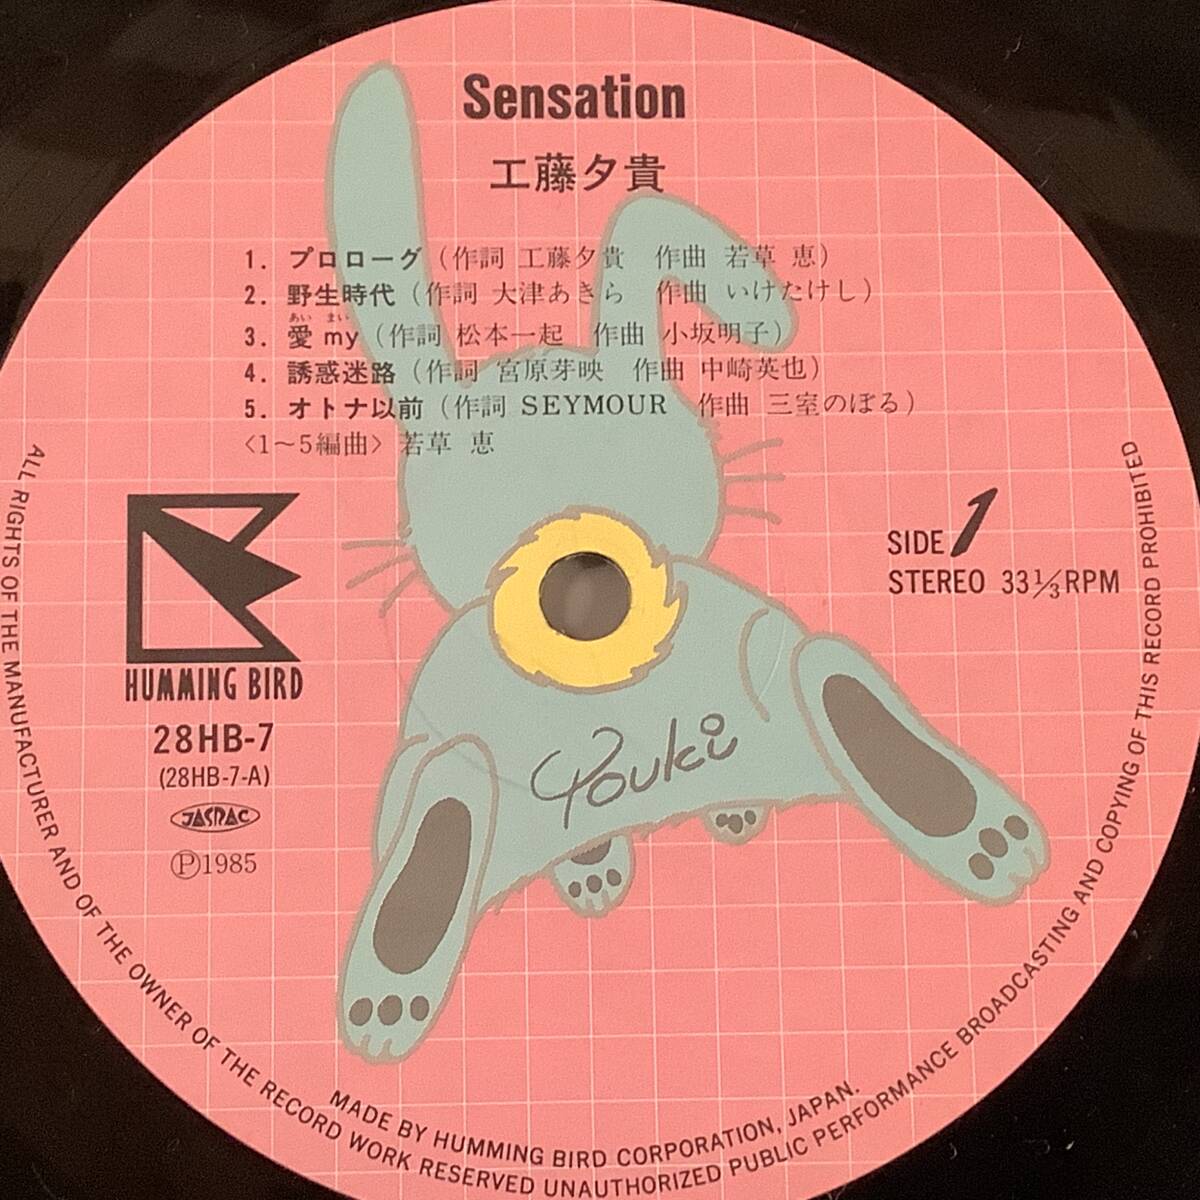 Sensation
工藤夕貴
1. プロローグ (作詞 工藤夕貴 作曲 若草 恵)
2. 野生時代 (作詞 大津あきら 作曲 いけたけし)
あい まい
3. 愛 my (作詞 松本一起 作曲 小坂明子)
4. 誘惑迷路 (作詞 宮原芽映 作曲 中崎英也)
5. オトナ以前 (作詞 SEYMOUR 作曲 三室のぼる)
〈1~5編曲〉 若草 恵
SIDE 1
STEREO 33 1/3 RPM
HUMMING BIRD
28HB-7
(28HB-7-A)
JASRAC
Ⓟ1985
Youki
MADE BY HUMMING BIRD CORPORATION, JAPAN.
ALL RIGHTS OF THE MANUFACTURER AND OF THE OWNER OF THE RECORD WORK RESERVED UNAUTHORIZED PUBLIC PERFORMANCE BROADCASTING AND COPYING OF THIS RECORD PROHIBITED